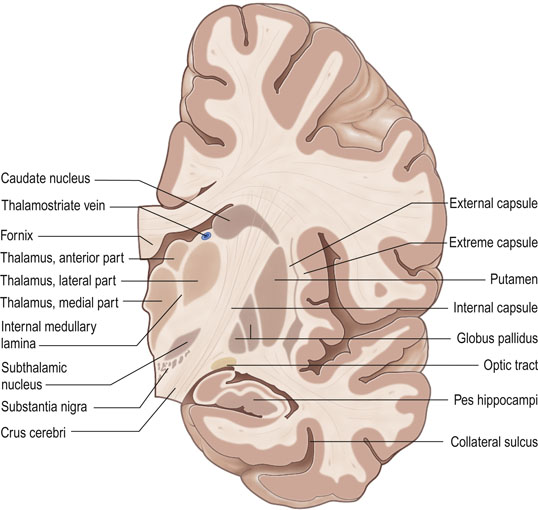 Caudate nucleus
Thalamostriate vein
Fornix
Thalamus, anterior part
Thalamus, lateral part
Thalamus, medial part
Internal medullary
lamina
Subthalamic
nucleus
Substantia nigra
Crus cerebri
External capsule
Extreme capsule
Putamen
Internal capsule
Globus pallidus
Optic tract
Pes hippocampi
Collateral sulcus